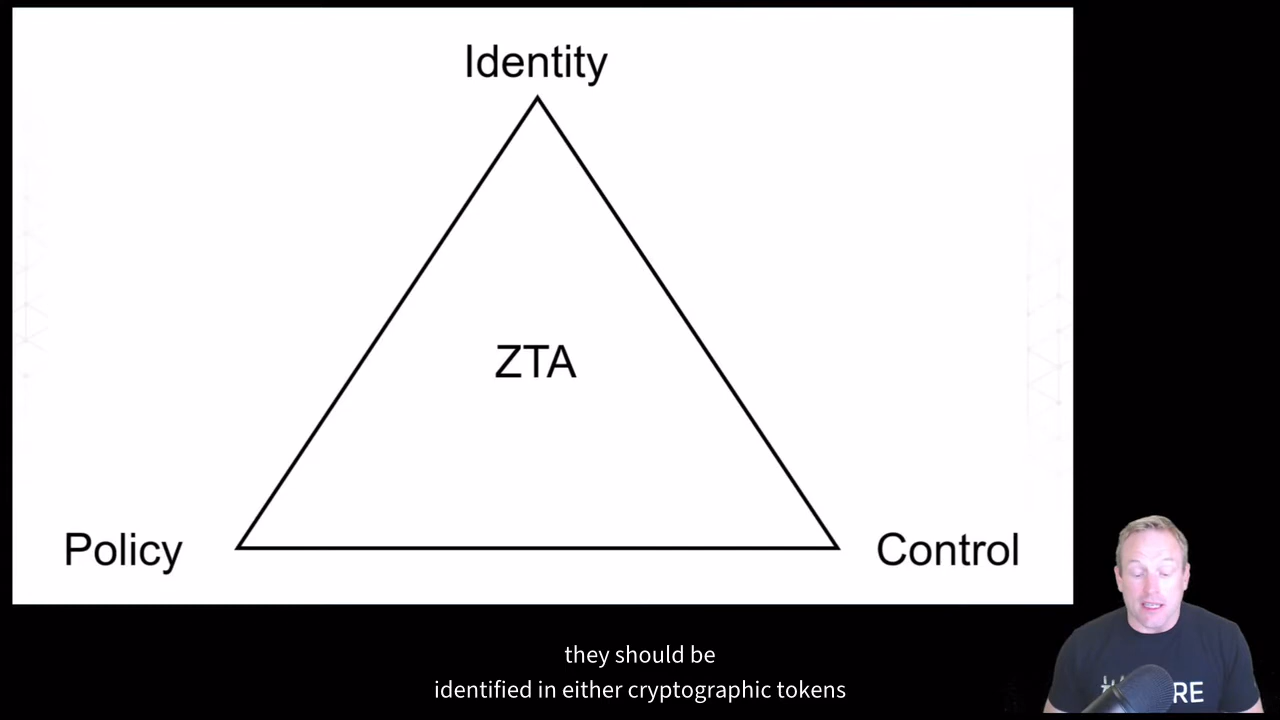 Identity
ZTA
Policy
Control
they should be
identified in either cryptographic tokens